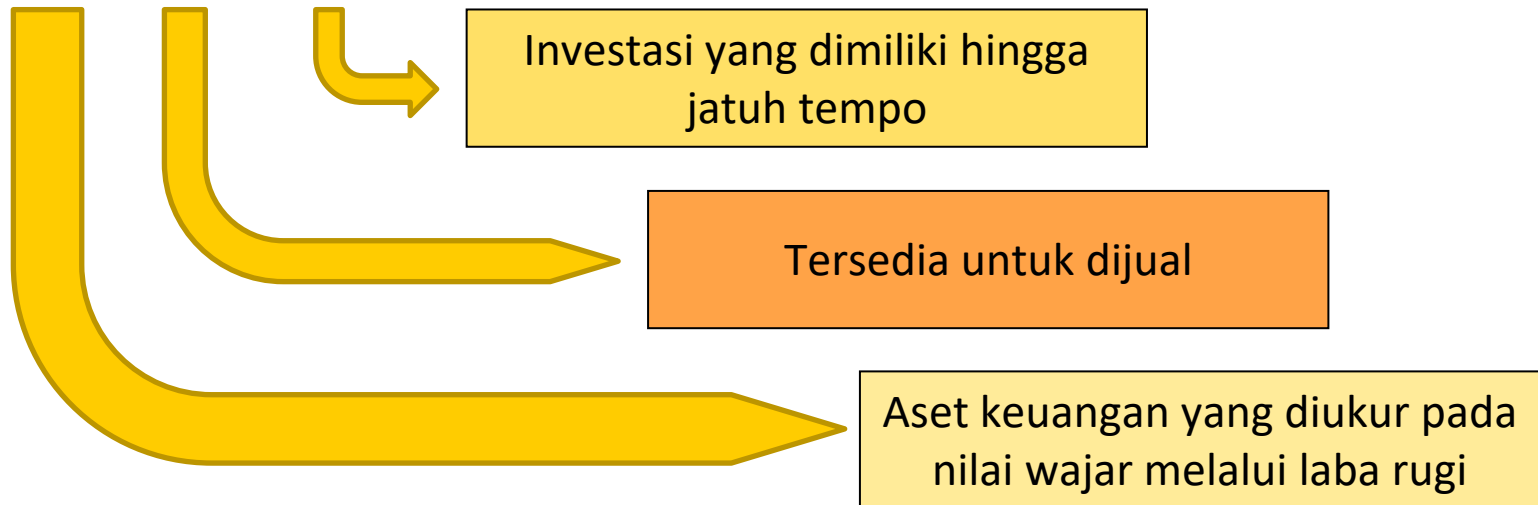 Investasi yang dimiliki hingga
jatuh tempo
Tersedia untuk dijual
Aset keuangan yang diukur pada
nilai wajar melalui laba rugi